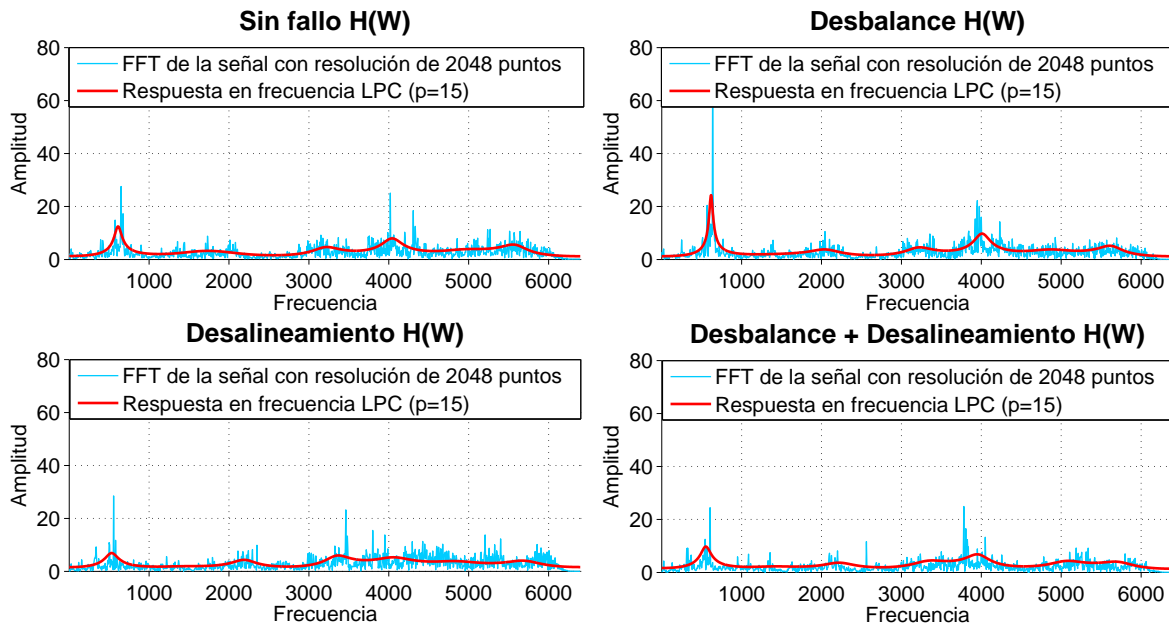 Sin fallo H(W)
80
FFT de la señal con resolución de 2048 puntos
60
Respuesta en frecuencia LPC (p=15)
Amplitud
40
20
0
1000 2000 3000 4000 5000 6000
Frecuencia
Desbalance H(W)
80
FFT de la señal con resolución de 2048 puntos
60
Respuesta en frecuencia LPC (p=15)
Amplitud
40
20
0
1000 2000 3000 4000 5000 6000
Frecuencia
Desalineamiento H(W)
80
FFT de la señal con resolución de 2048 puntos
60
Respuesta en frecuencia LPC (p=15)
Amplitud
40
20
0
1000 2000 3000 4000 5000 6000
Frecuencia
Desbalance + Desalineamiento H(W)
80
FFT de la señal con resolución de 2048 puntos
60
Respuesta en frecuencia LPC (p=15)
Amplitud
40
20
0
1000 2000 3000 4000 5000 6000
Frecuencia